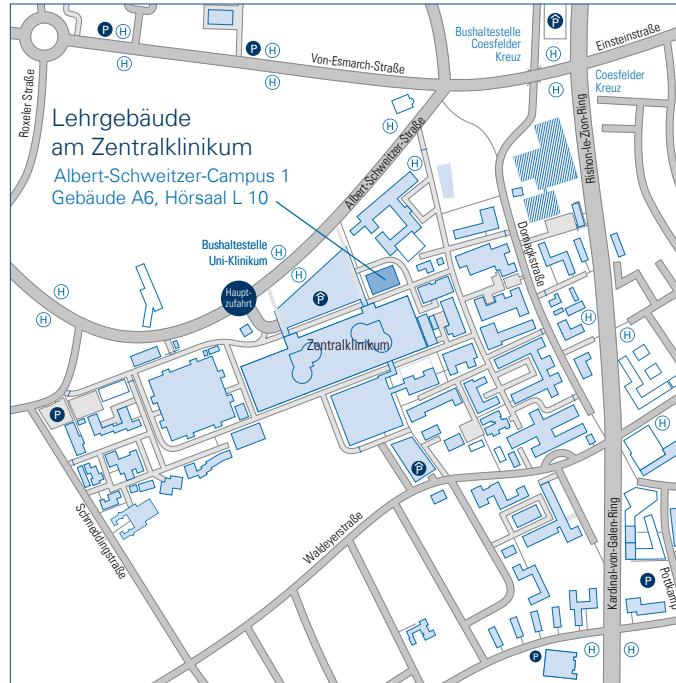 P
H
H
P
H
H
P
Bushaltestelle
Coesfelder
Kreuz
Einsteinstraße
Von-Esmarch-Straße
H
H
Coesfelder
Kreuz
Roxeler Straße
Lehrgebäude
am Zentralklinikum
Albert-Schweitzer-Campus 1
Gebäude A6, Hörsaal L 10
Albert-Schweitzer-Straße
H
H
Rishon-le-Zion-Ring
Domagkstraße
Bushaltestelle
Uni-Klinikum
H
H
Haupt-
zufahrt
P
H
H
H
H
Zentralklinikum
H
P
H
P
Schmeddingstraße
Waldeyerstraße
Kardinal-von-Galen-Ring
P
Pottkamp
P
H
H